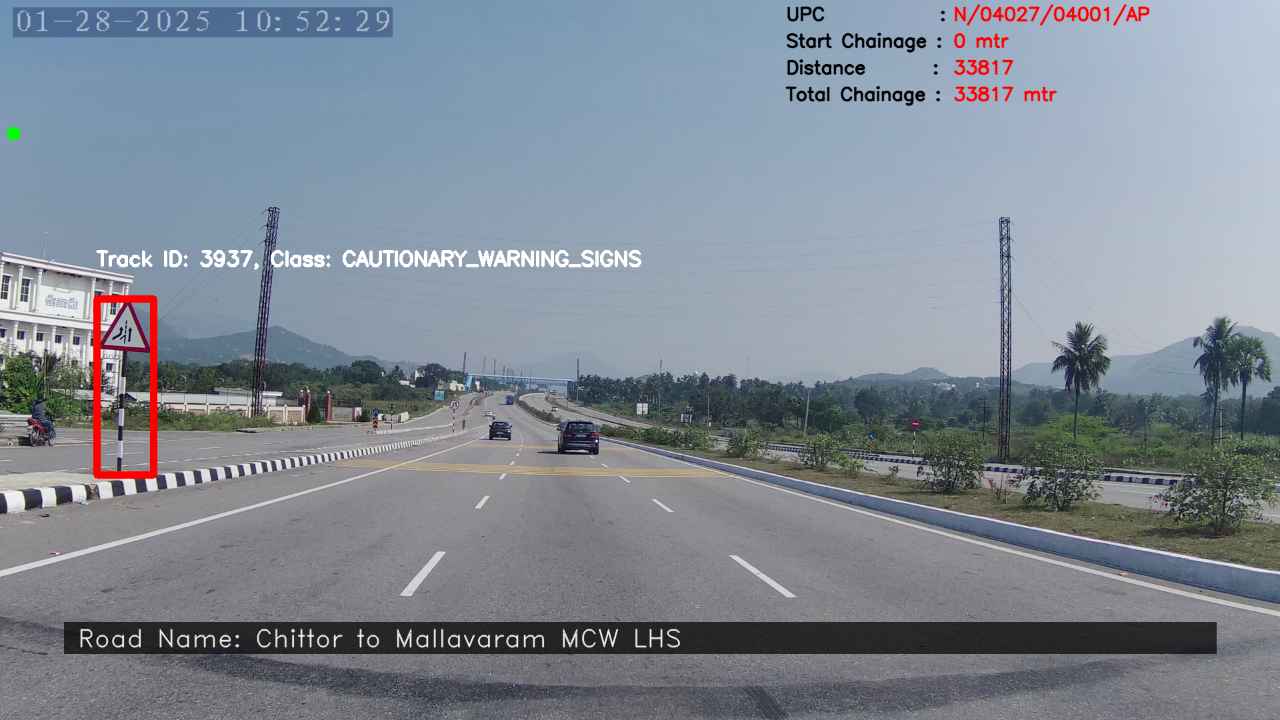 01-28-2025 10:52:29
UPC : N/04027/04001/AP
Start Chainage : 0 mtr
Distance : 33817
Total Chainage : 33817 mtr
Track ID: 3937, Class: CAUTIONARY_WARNING_SIGNS
Road Name: Chittor to Mallavaram MCW LHS